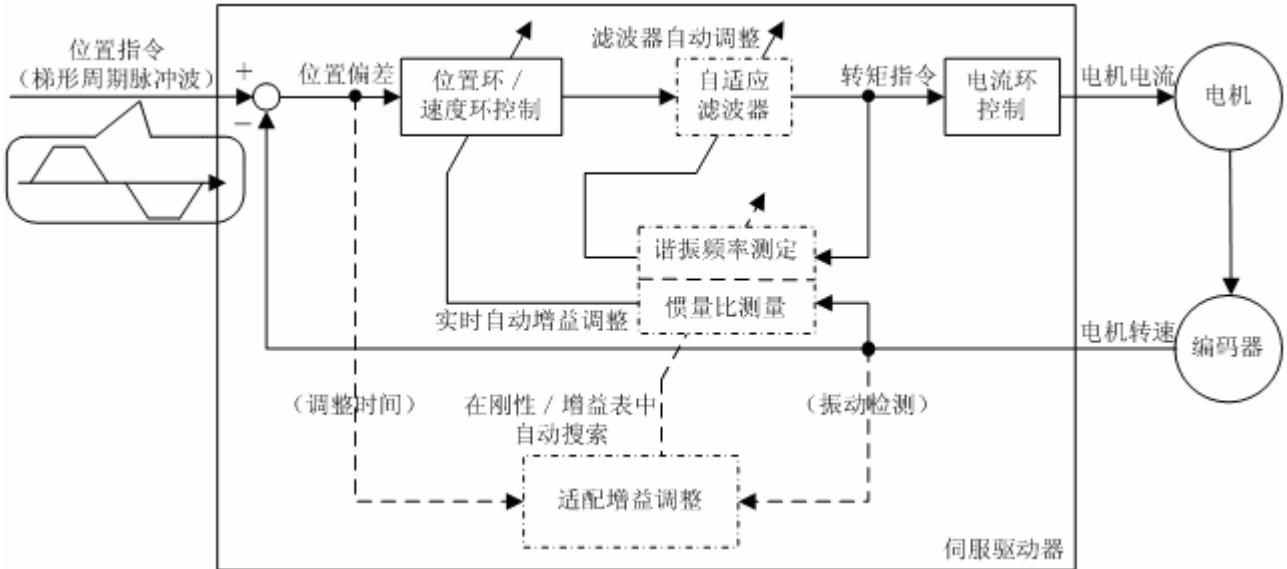 位置指令
（梯形周期脉冲波）
+
−
位置偏差
位置环 /
速度环控制
滤波器自动调整
自适应
滤波器
转矩指令
电流环
控制
电机电流
电机
谐振频率测定
惯量比测量
实时自动增益调整
电机转速
编码器
（调整时间）
在刚性 / 增益表中
自动搜索
（振动检测）
适配增益调整
伺服驱动器